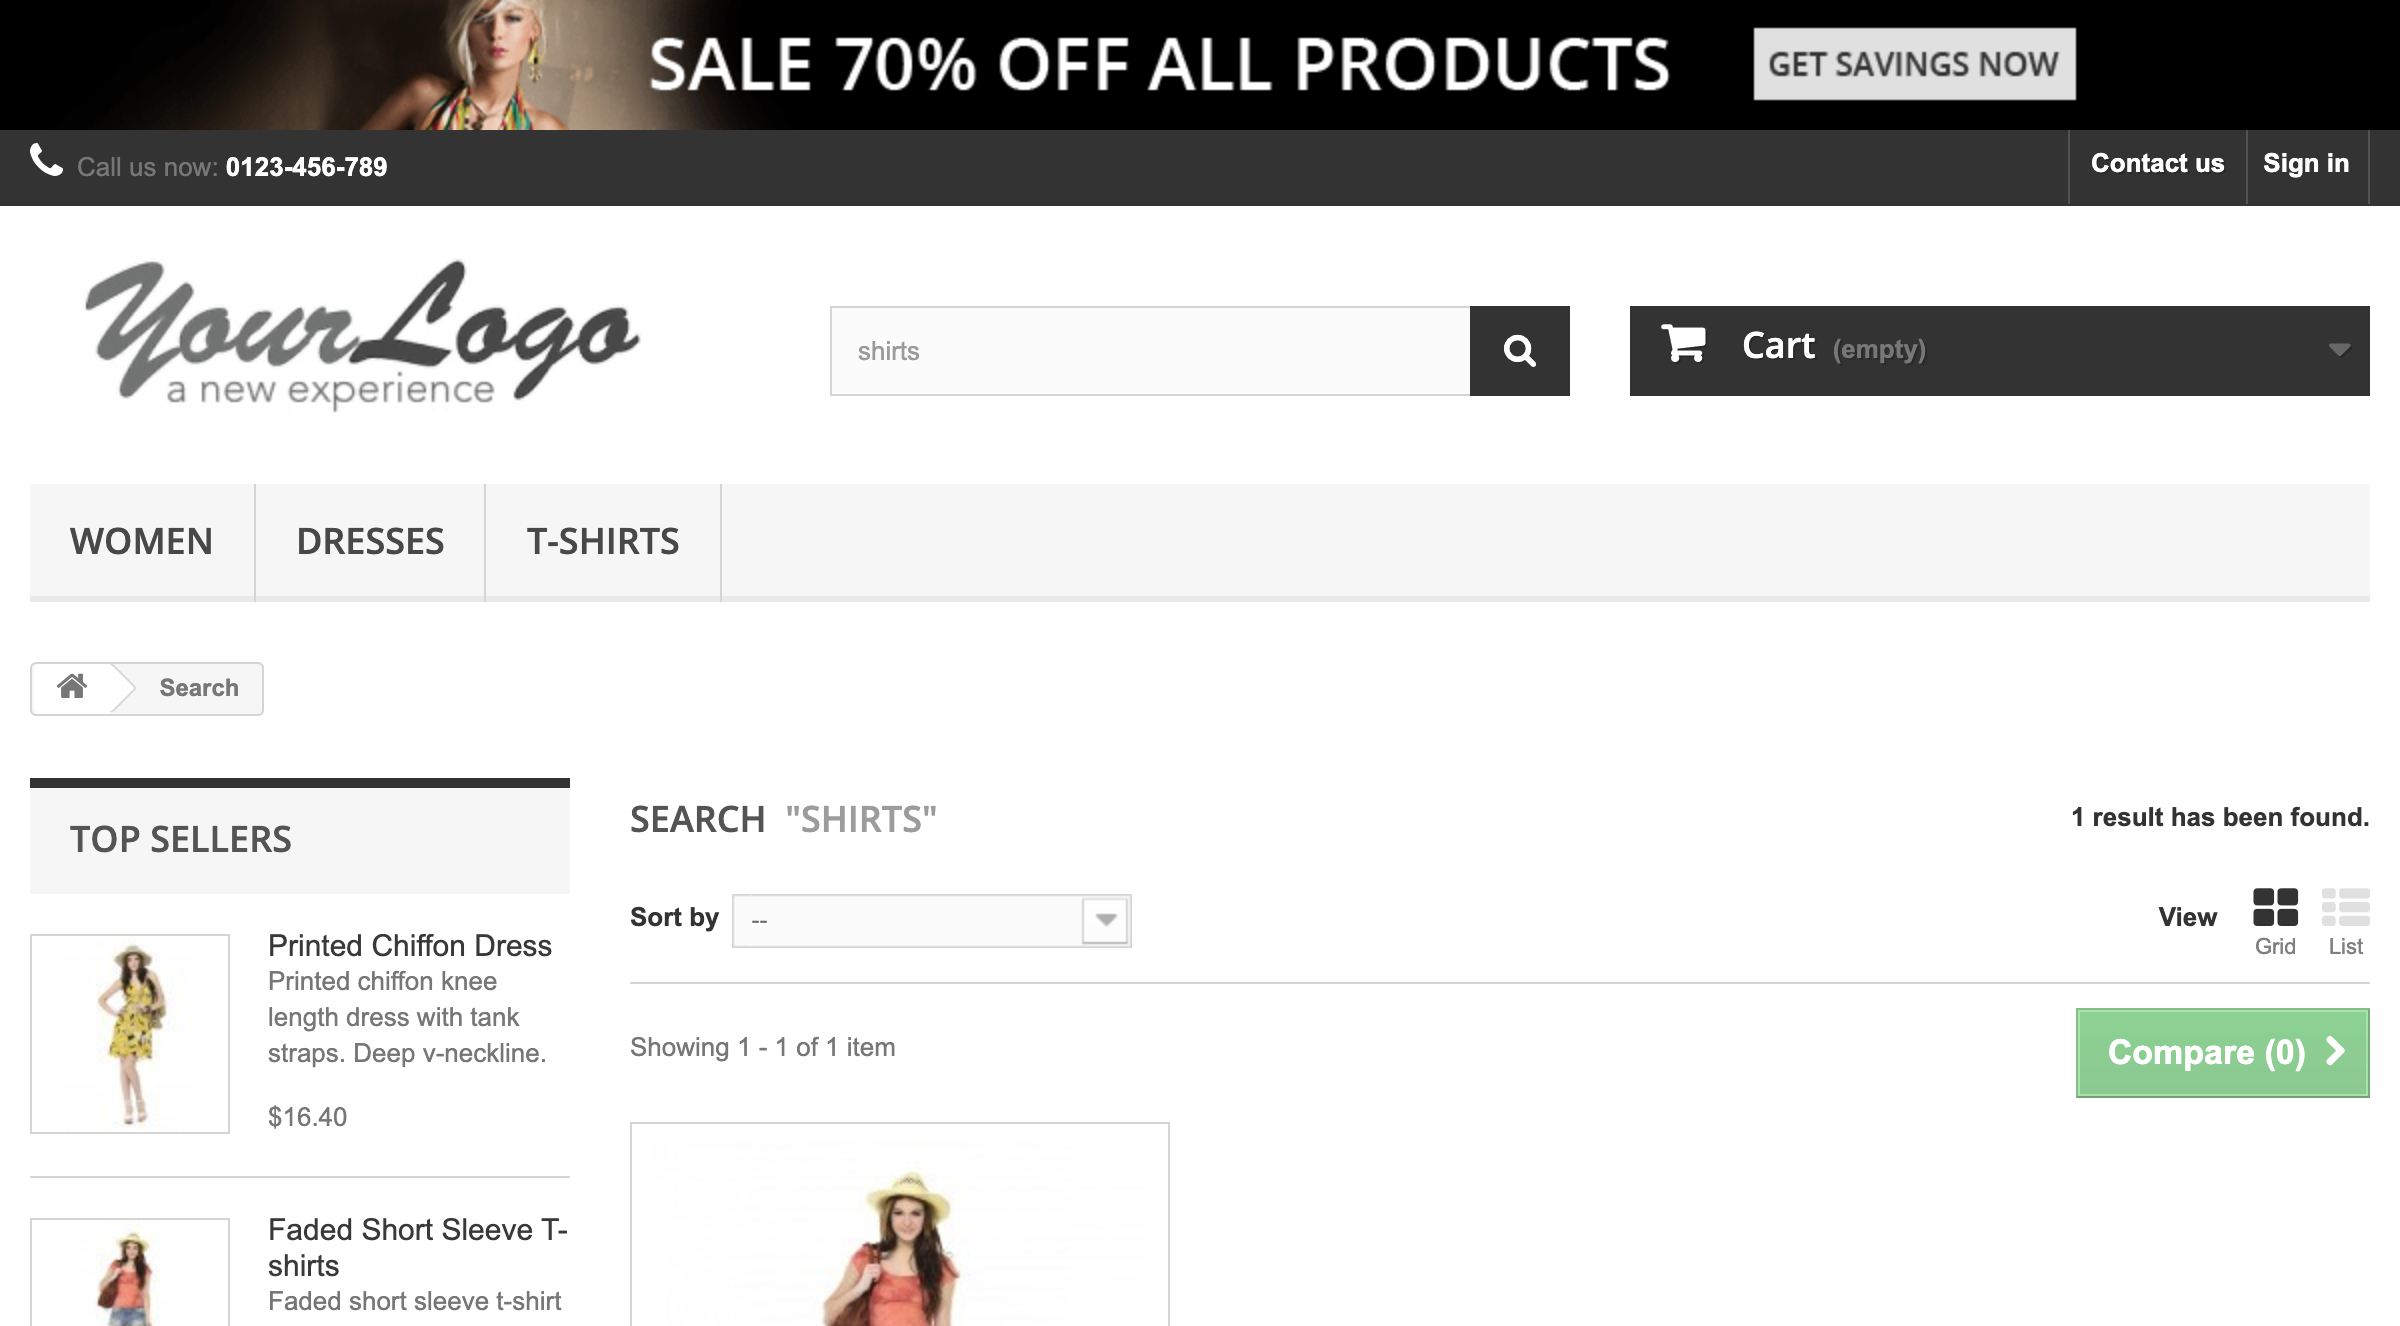 SALE 70% OFF ALL PRODUCTS
GET SAVINGS NOW
Call us now: 0123-456-789
Contact us
Sign in
YourLogo
a new experience
shirts
Cart (empty)
WOMEN
DRESSES
T-SHIRTS
Search
TOP SELLERS
Printed Chiffon Dress
Printed chiffon knee
length dress with tank
straps. Deep v-neckline.
$16.40
Faded Short Sleeve T-
shirts
Faded short sleeve t-shirt
SEARCH "SHIRTS"
1 result has been found.
Sort by
--
View
Grid
List
Showing 1 - 1 of 1 item
Compare (0)